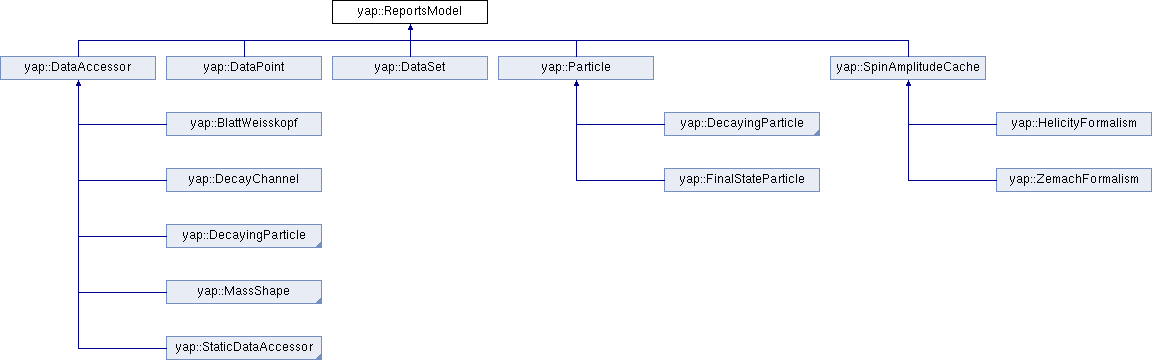 yap::ReportsModel
yap::DataAccessor
yap::DataPoint
yap::DataSet
yap::Particle
yap::SpinAmplitudeCache
yap::BlattWeisskopf
yap::DecayingParticle
yap::HelicityFormalism
yap::DecayChannel
yap::FinalStateParticle
yap::ZemachFormalism
yap::DecayingParticle
yap::MassShape
yap::StaticDataAccessor